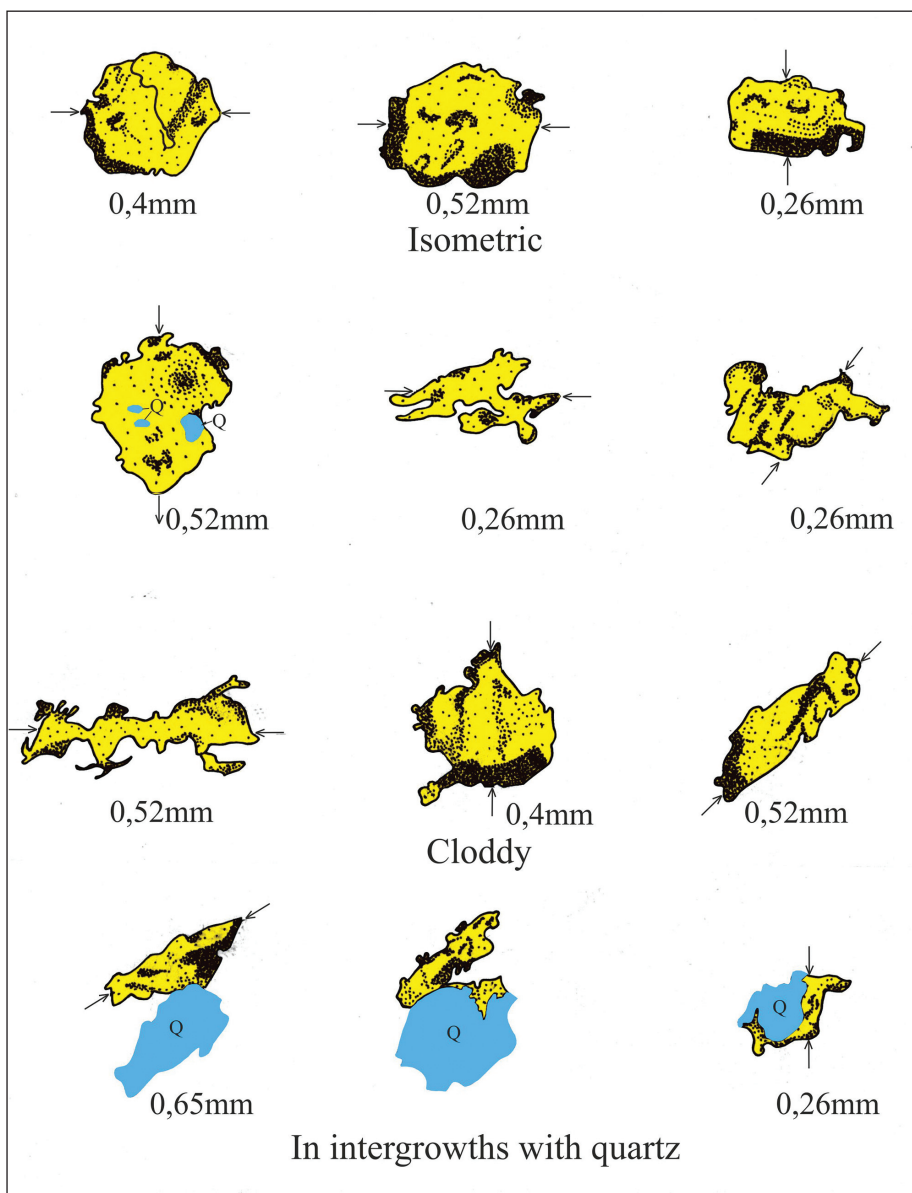 0,4mm
0,52mm
0,26mm
Isometric
Q
Q
0,52mm
0,26mm
0,26mm
0,52mm
0,4mm
0,52mm
Cloddy
Q
Q
Q
0,65mm
0,26mm
In intergrowths with quartz